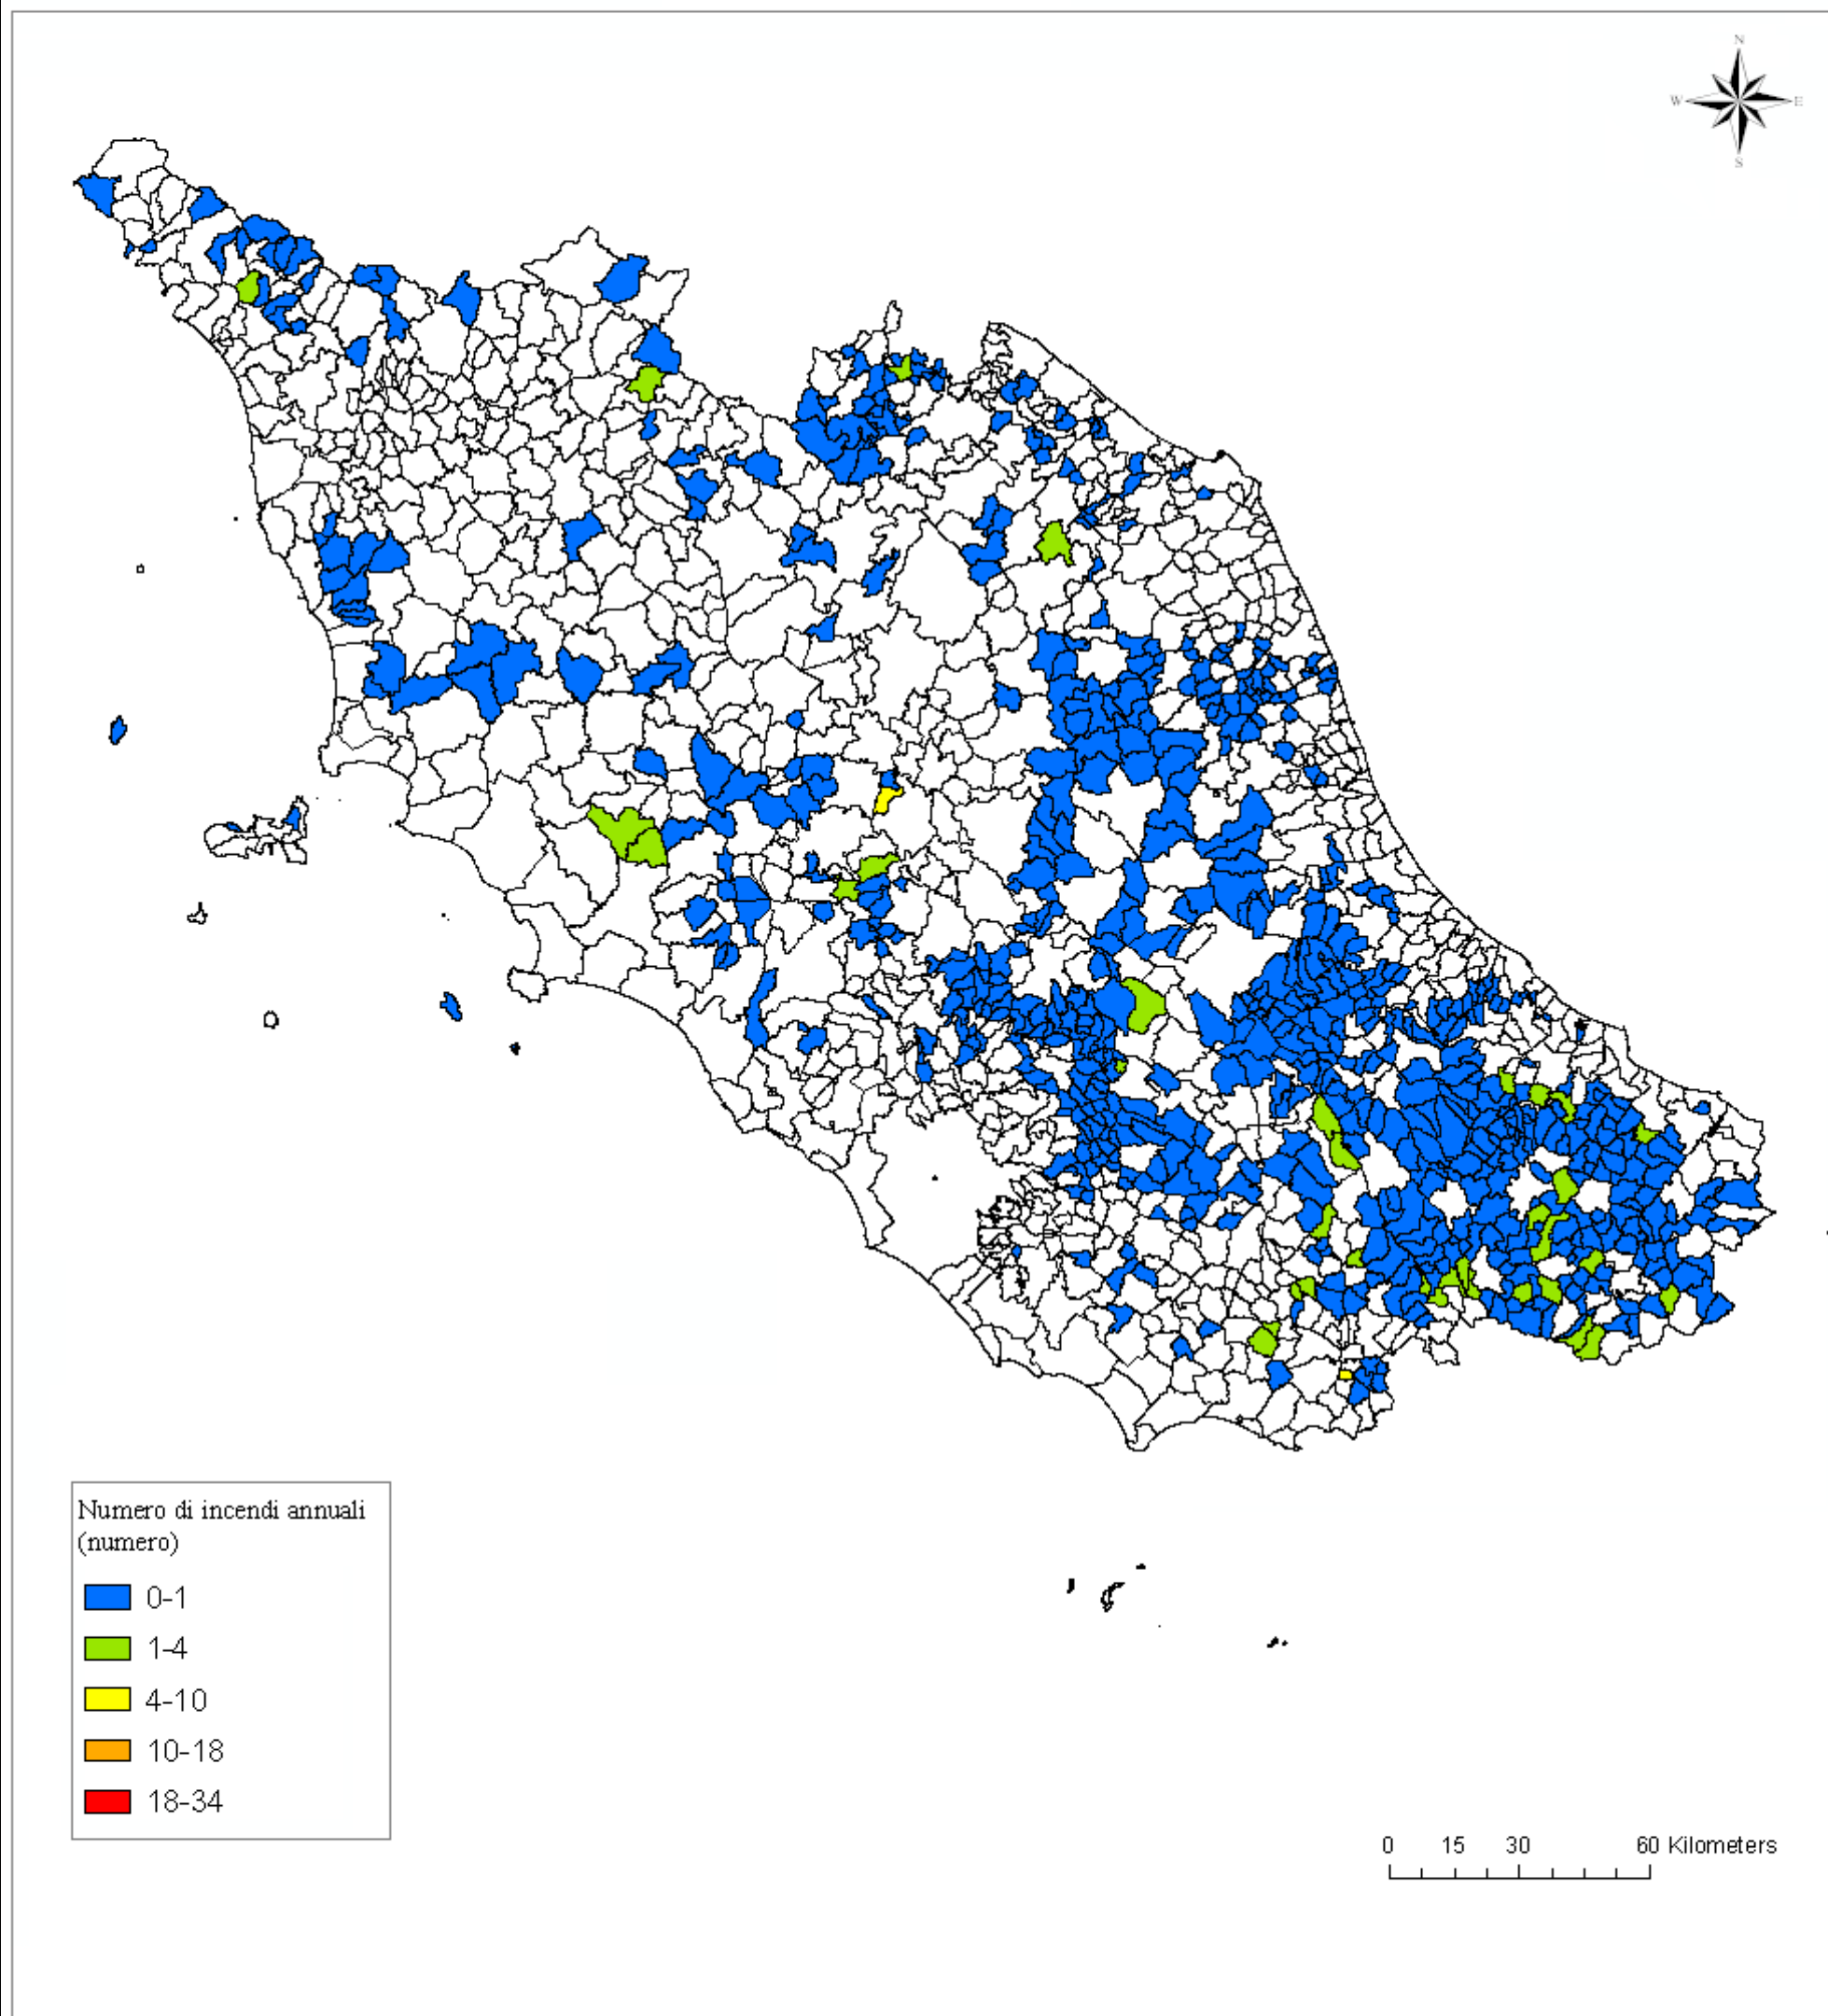 N
W E
S
Numero di incendi annuali
(numero)
0-1
1-4
4-10
10-18
18-34
0 15 30 60 Kilometers